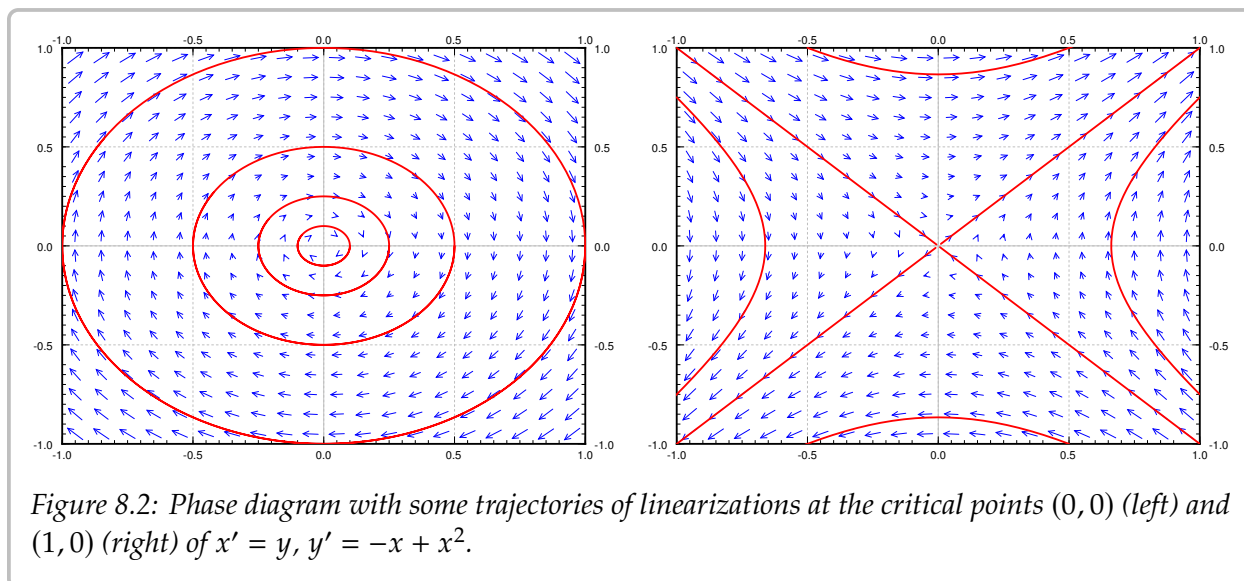 -1.0 -0.5 0.0 0.5 1.0 -1.0 -0.5 0.0 0.5 1.0
1.0 1.0 1.0 1.0
0.5 0.5 0.5 0.5
0.0 0.0 0.0 0.0
-0.5 -0.5 -0.5 -0.5
-1.0 -1.0 -1.0 -1.0
-1.0 -0.5 0.0 0.5 1.0 -1.0 -0.5 0.0 0.5 1.0
Figure 8.2: Phase diagram with some trajectories of linearizations at the critical points (0, 0) (left) and
(1, 0) (right) of x′ = y, y′ = −x + x².